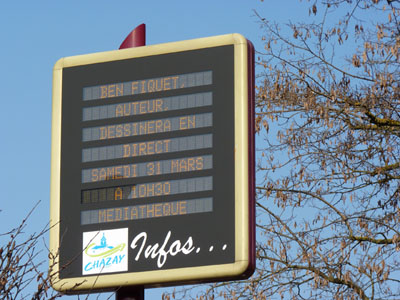 BEN FIQUET
AUTEUR
DESSINERA EN
DIRECT
SAMEDI 31 MARS
A 10H30
MEDIATHEQUE
CHAZAY
Infos...